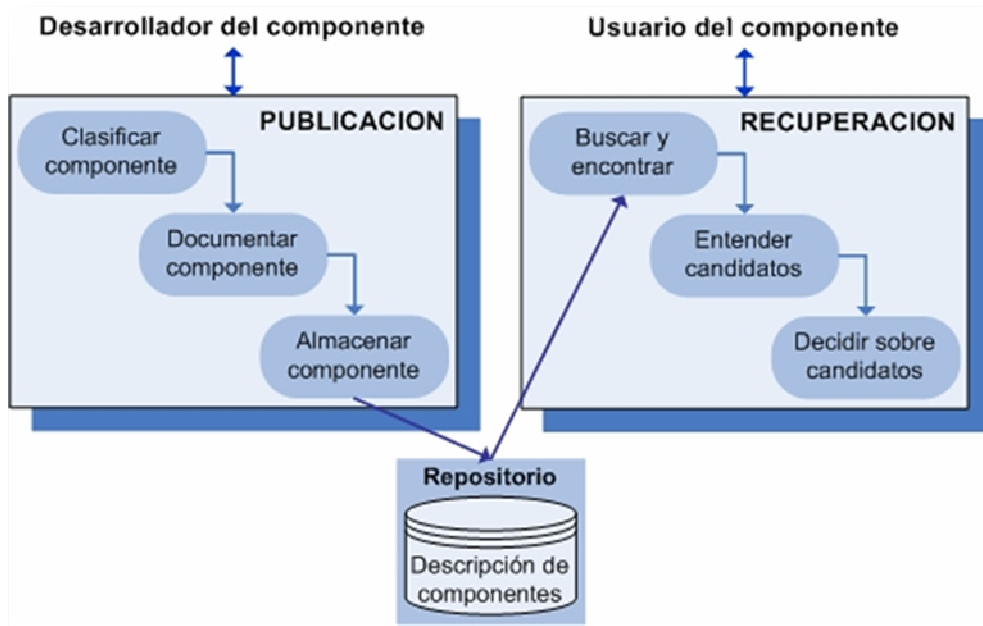 Desarrollador del componente
PUBLICACION
Clasificar
componente
Documentar
componente
Almacenar
componente
Usuario del componente
RECUPERACION
Buscar y
encontrar
Entender
candidatos
Decidir sobre
candidatos
Repositorio
Descripción de
componentes